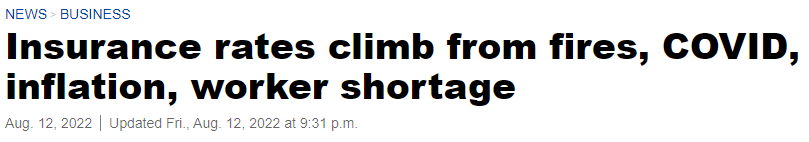 NEWS > BUSINESS
Insurance rates climb from fires, COVID,
inflation, worker shortage
Aug. 12, 2022 | Updated Fri., Aug. 12, 2022 at 9:31 p.m.